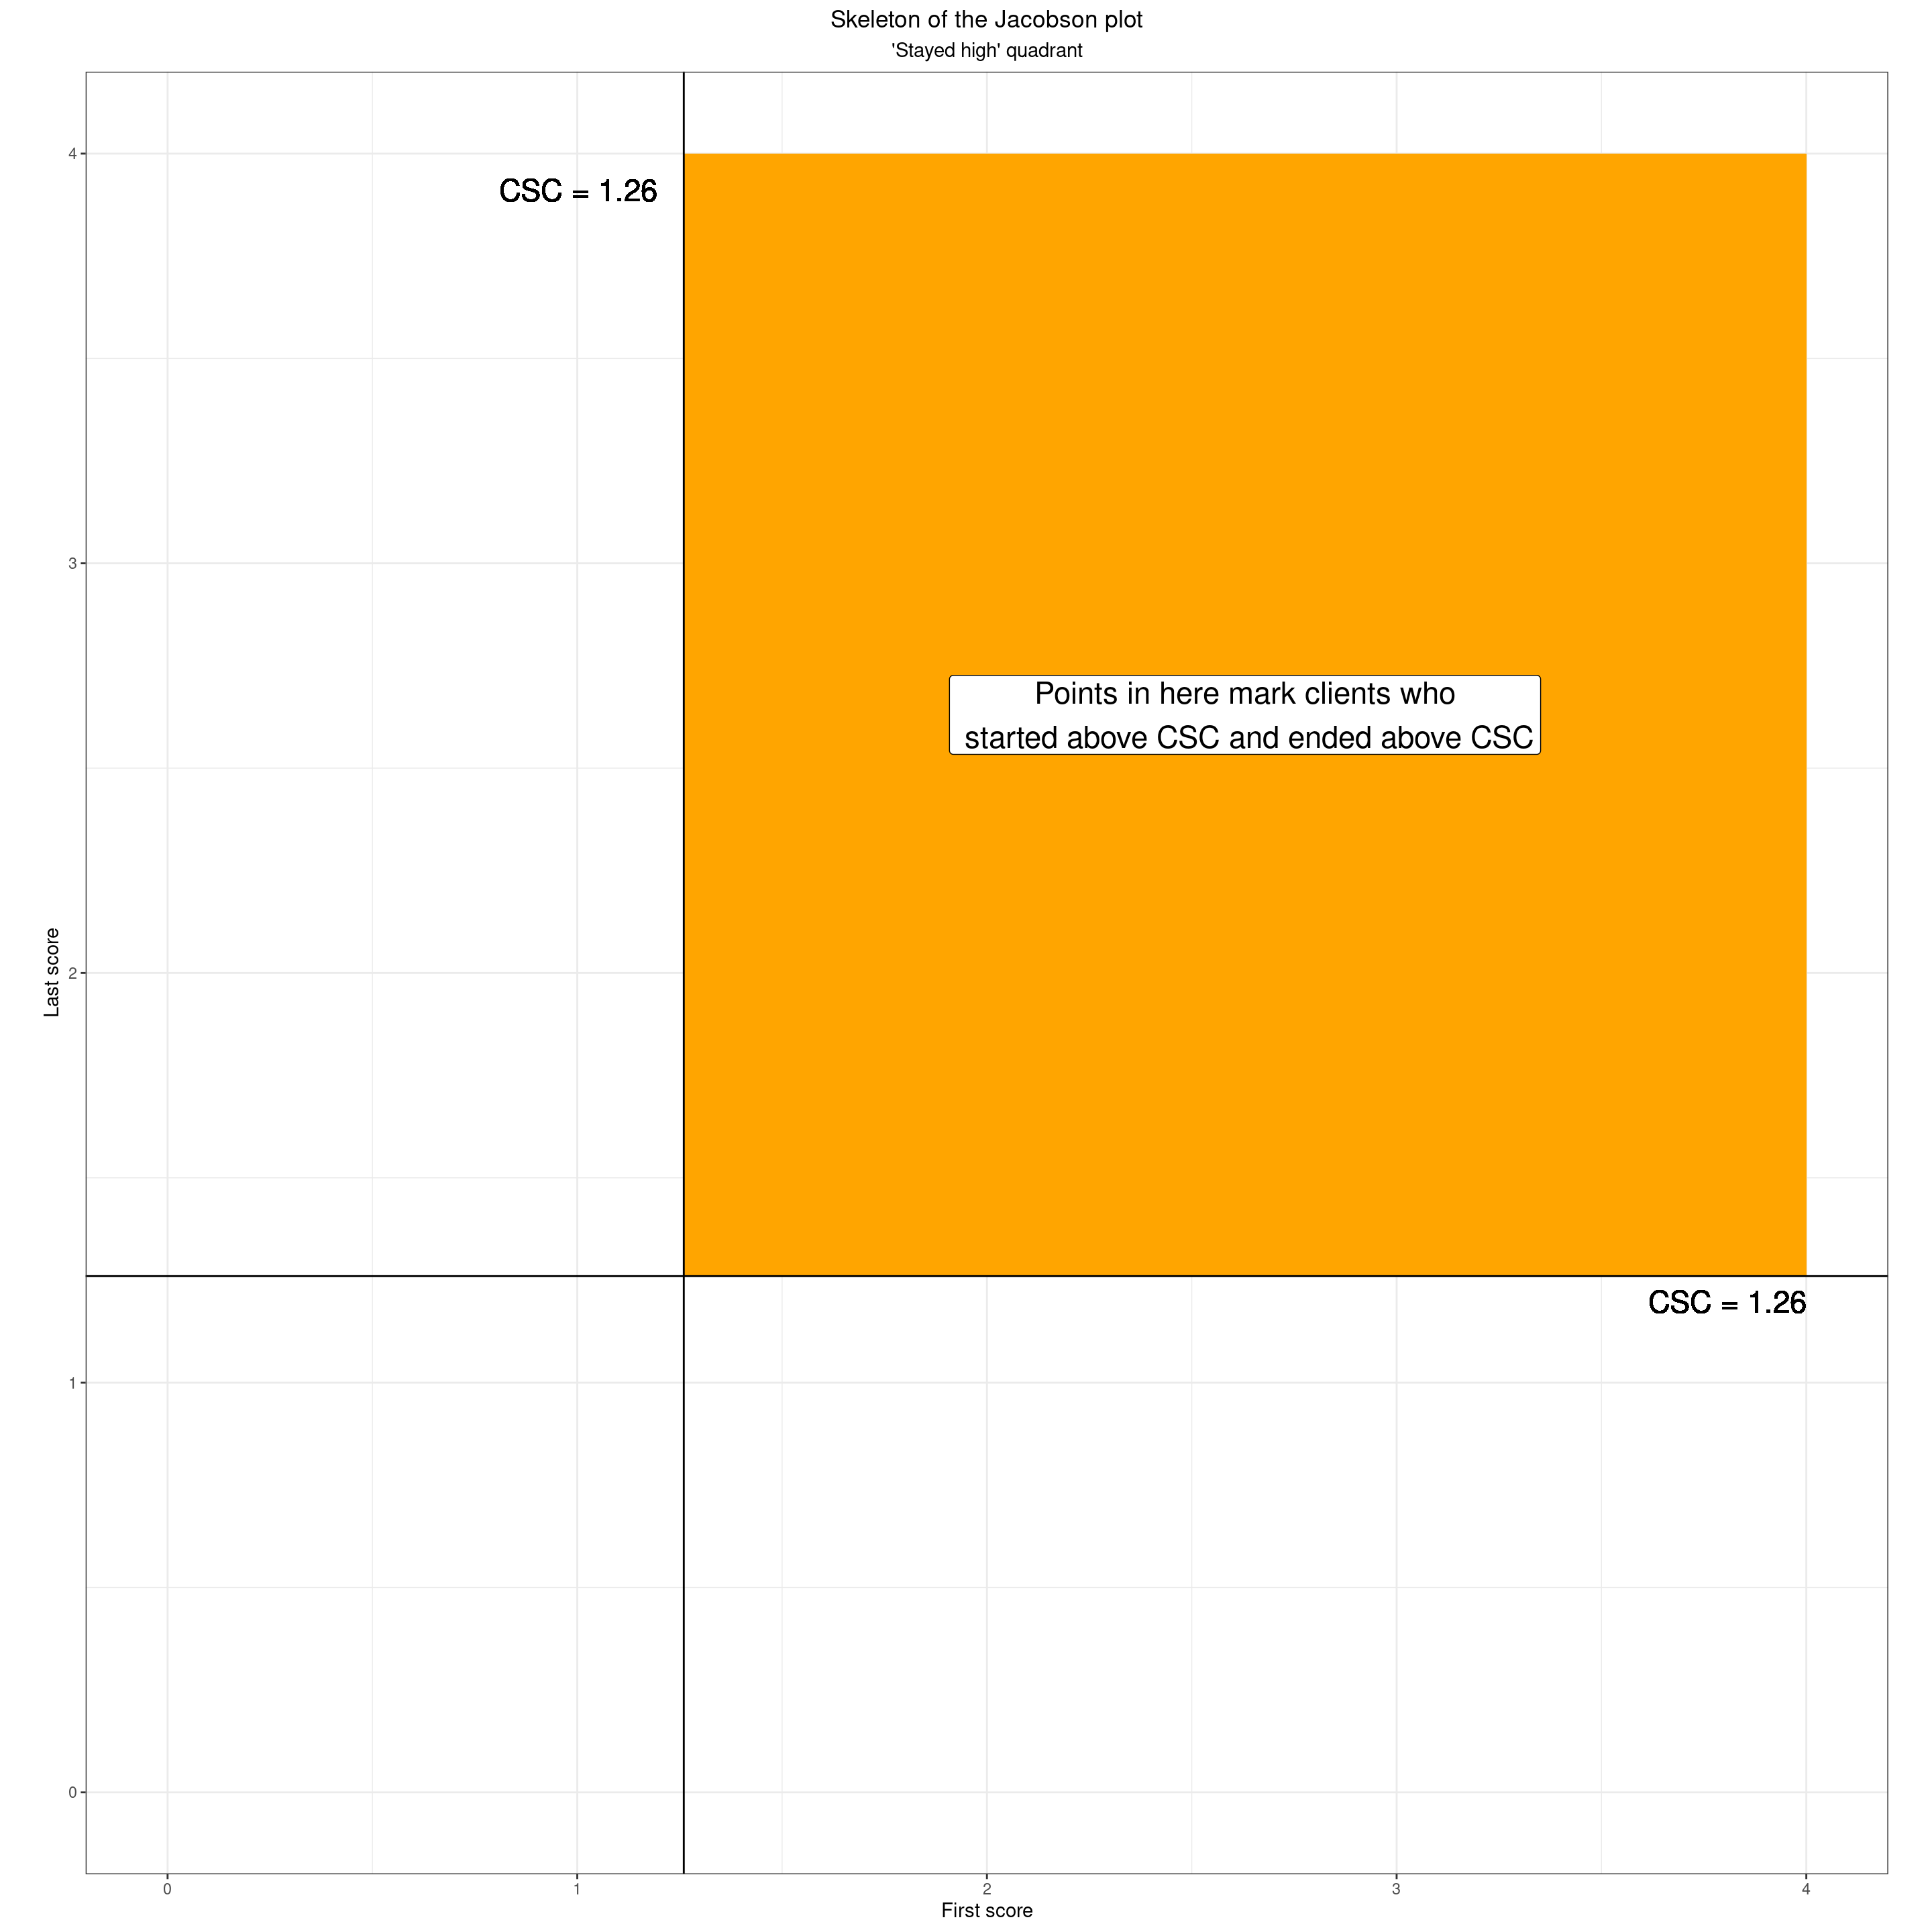 Skeleton of the Jacobson plot
'Stayed high' quadrant
4
CSC = 1.26
3
Points in here mark clients who
started above CSC and ended above CSC
Last score
2
CSC = 1.26
1
0
0 1 2 3 4
First score